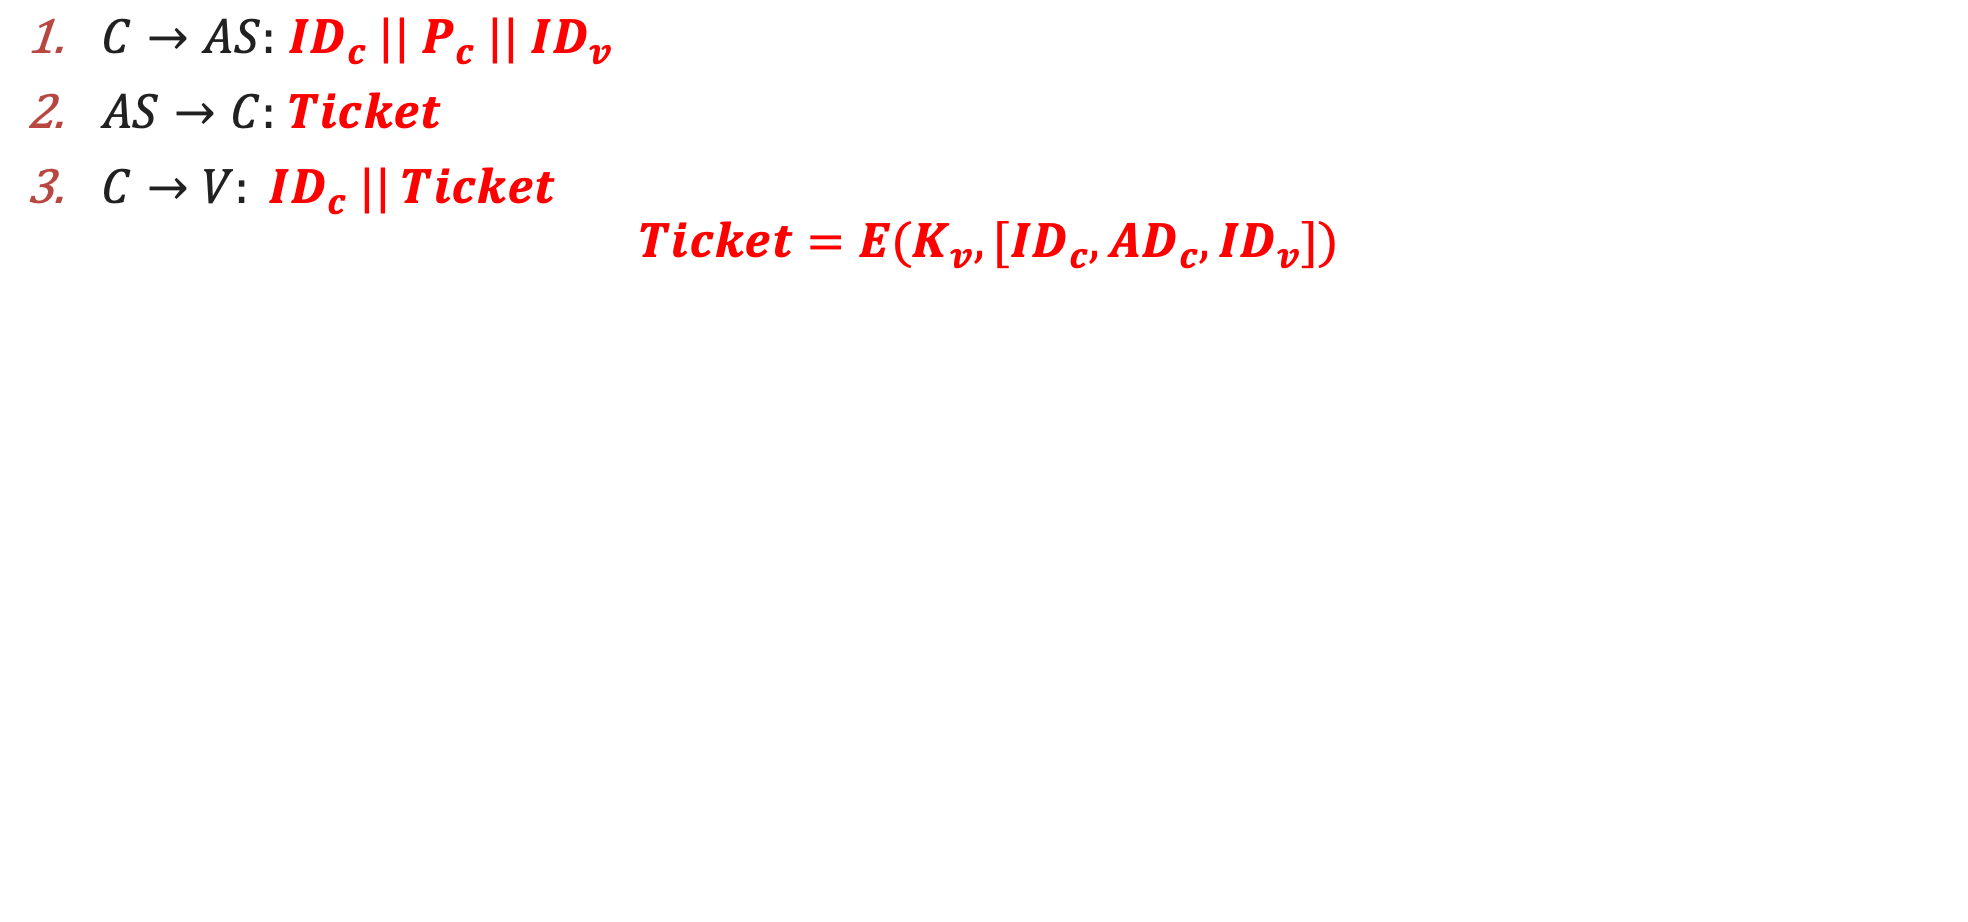 1. C → AS: ID_c || P_c || ID_v
2. AS → C: Ticket
3. C → V: ID_c || Ticket
Ticket = E(K_v, [ID_c, AD_c, ID_v])